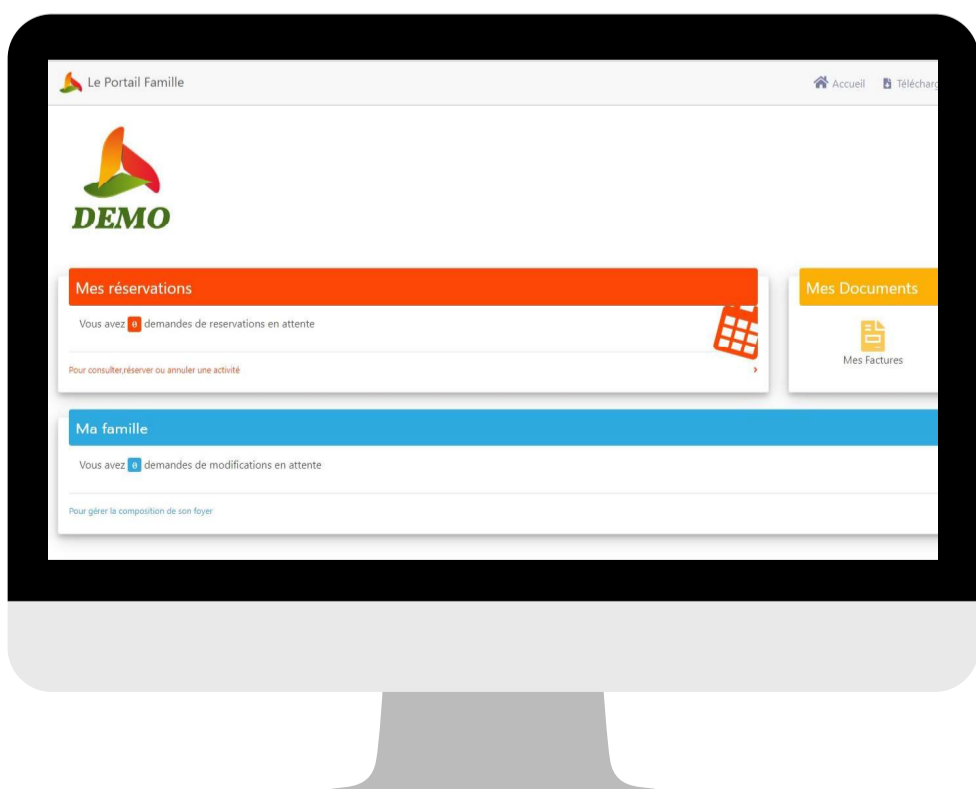 Le Portail Famille
Accueil
Télécharg
DEMO
Mes réservations
Vous avez 0 demandes de reservations en attente
Pour consulter,réserver ou annuler une activité
Mes Documents
Mes Factures
Ma famille
Vous avez 0 demandes de modifications en attente
Pour gérer la composition de son foyer